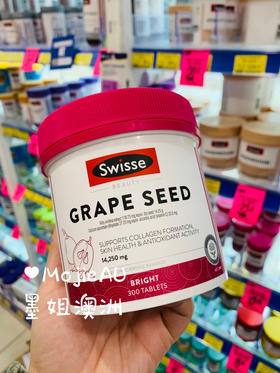 Swisse
BEAUTY
GRAPE SEED
SUPPORTS COLLAGEN FORMATION,
SKIN HEALTH & ANTIOXIDANT ACTIVITY
14,250 mg
BRIGHT
300 TABLETS
MojieAU
墨姐澳洲